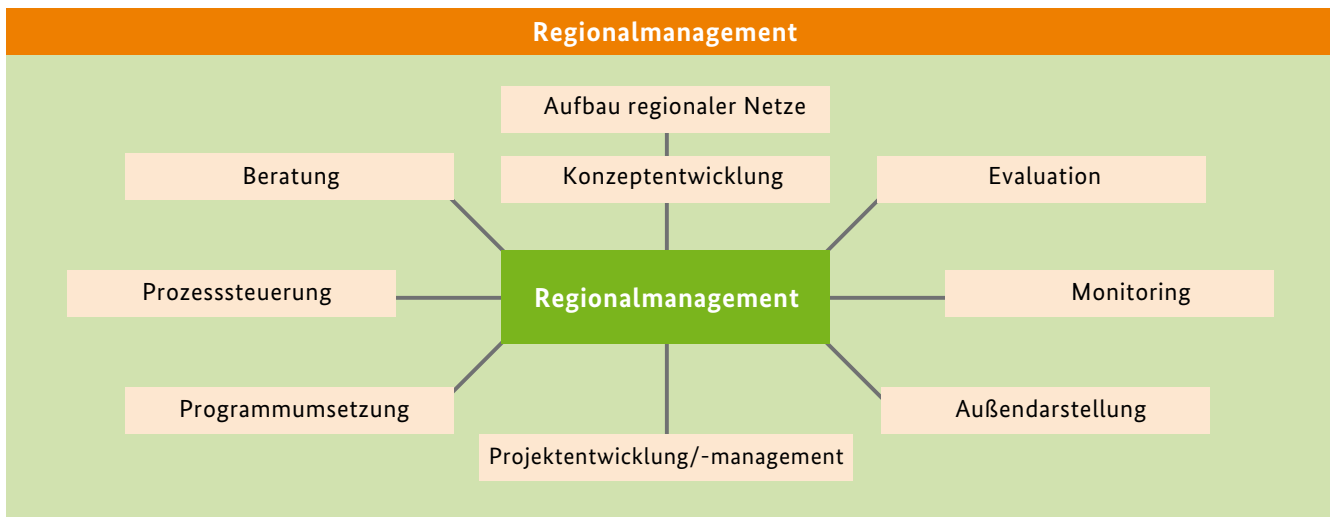 Regionalmanagement
Aufbau regionaler Netze
Beratung
Konzeptentwicklung
Evaluation
Prozesssteuerung
Regionalmanagement
Monitoring
Programmumsetzung
Außendarstellung
Projektentwicklung/-management